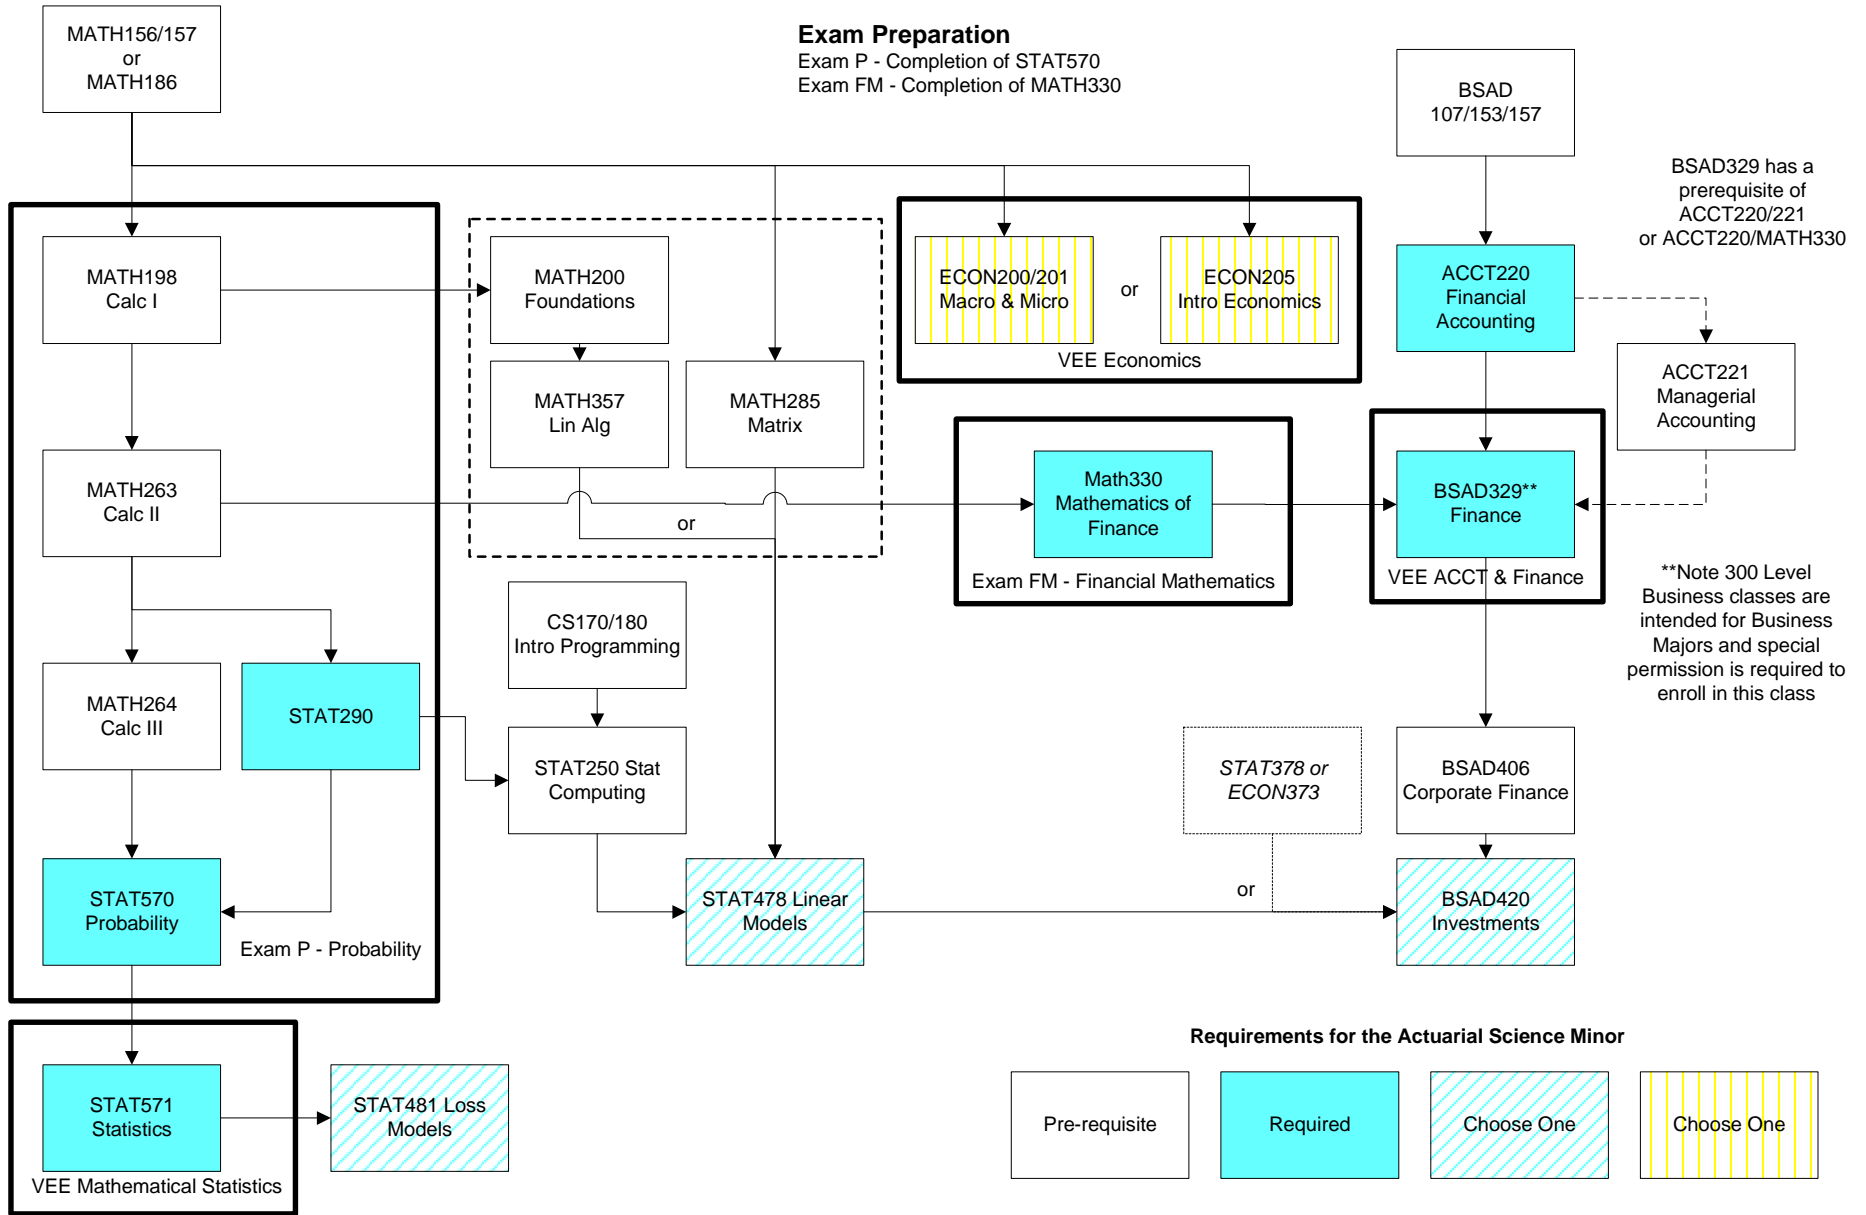 MATH156/157
or
MATH186
Exam Preparation
Exam P - Completion of STAT570
Exam FM - Completion of MATH330
BSAD
107/153/157
BSAD329 has a
prerequisite of
ACCT220/221
or ACCT220/MATH330
MATH198
Calc I
MATH200
Foundations
ECON200/201
Macro & Micro
or
ECON205
Intro Economics
VEE Economics
ACCT220
Financial
Accounting
ACCT221
Managerial
Accounting
MATH357
Lin Alg
MATH285
Matrix
or
MATH263
Calc II
Math330
Mathematics of
Finance
Exam FM - Financial Mathematics
BSAD329**
Finance
VEE ACCT & Finance
**Note 300 Level
Business classes are
intended for Business
Majors and special
permission is required to
enroll in this class
CS170/180
Intro Programming
MATH264
Calc III
STAT290
STAT250 Stat
Computing
STAT378 or
ECON373
BSAD406
Corporate Finance
STAT570
Probability
Exam P - Probability
STAT478 Linear
Models
or
BSAD420
Investments
STAT571
Statistics
VEE Mathematical Statistics
STAT481 Loss
Models
Requirements for the Actuarial Science Minor
Pre-requisite
Required
Choose One
Choose One